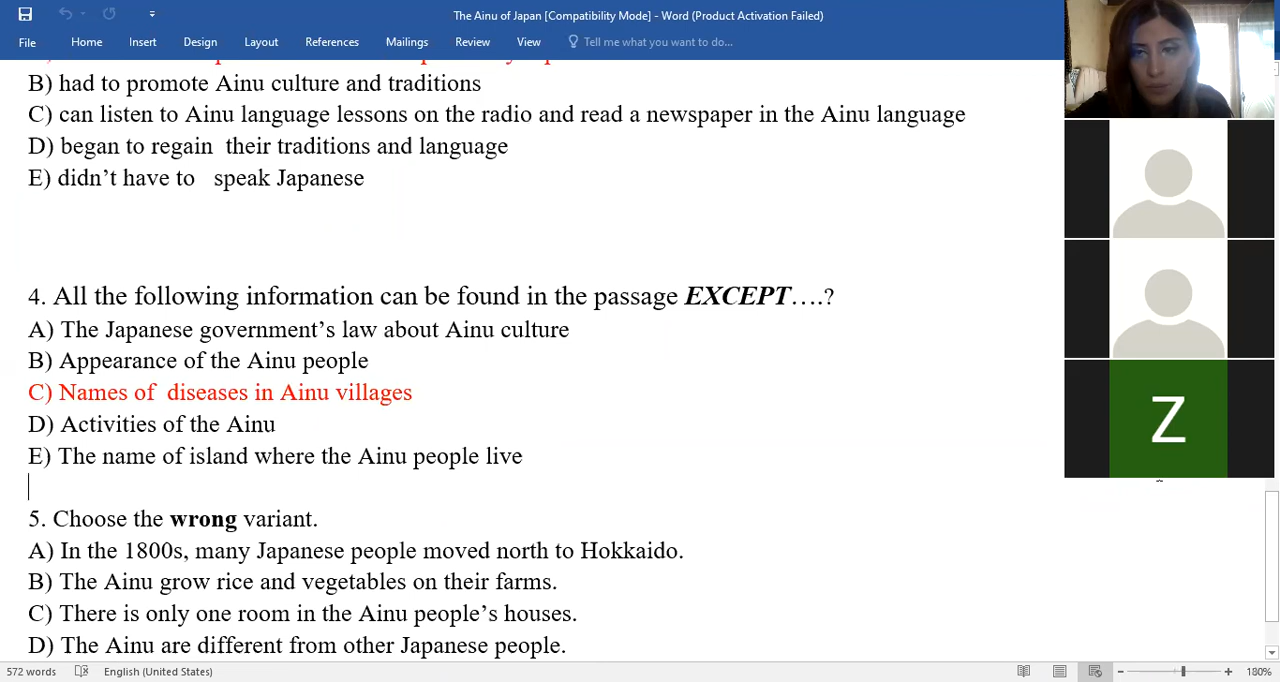 The Ainu of Japan [Compatibility Mode] - Word (Product Activation Failed)
File Home Insert Design Layout References Mailings Review View Tell me what you want to do...
B) had to promote Ainu culture and traditions
C) can listen to Ainu language lessons on the radio and read a newspaper in the Ainu language
D) began to regain their traditions and language
E) didn’t have to speak Japanese
4. All the following information can be found in the passage EXCEPT….?
A) The Japanese government’s law about Ainu culture
B) Appearance of the Ainu people
C) Names of diseases in Ainu villages
D) Activities of the Ainu
E) The name of island where the Ainu people live
Z
5. Choose the wrong variant.
A) In the 1800s, many Japanese people moved north to Hokkaido.
B) The Ainu grow rice and vegetables on their farms.
C) There is only one room in the Ainu people’s houses.
D) The Ainu are different from other Japanese people.
572 words English (United States) 180%